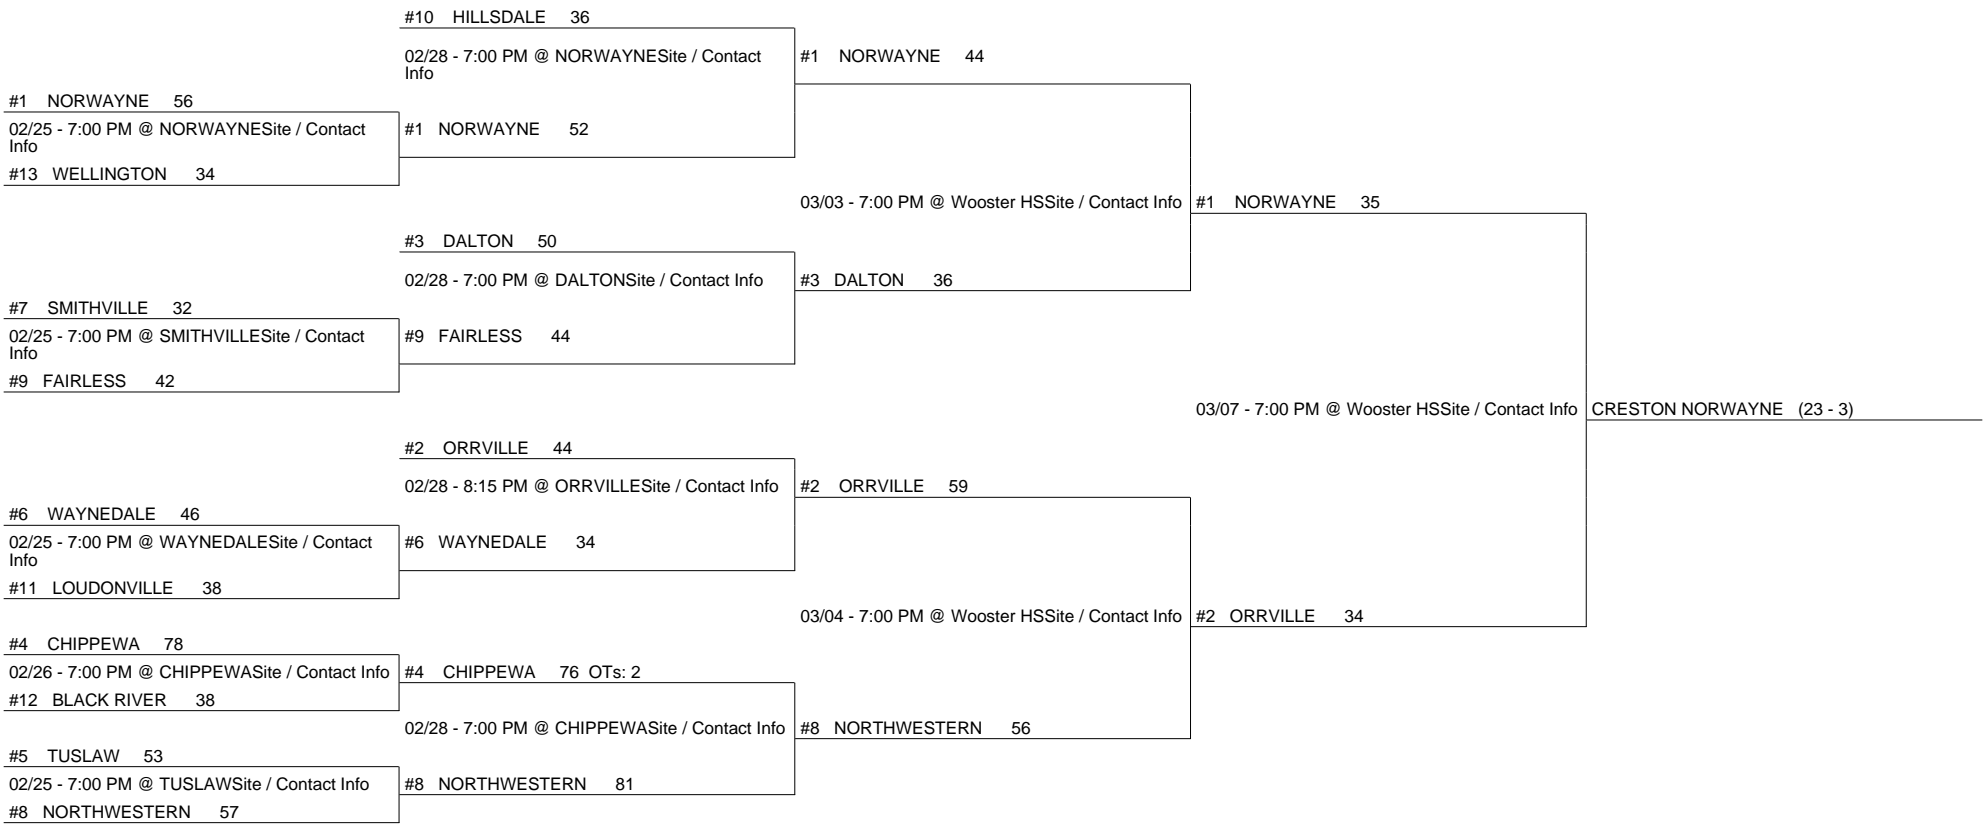 #10 HILLSDALE 36
02/28 - 7:00 PM @ NORWAYNESite / Contact
Info
#1 NORWAYNE 44
#1 NORWAYNE 56
02/25 - 7:00 PM @ NORWAYNESite / Contact
Info
#1 NORWAYNE 52
#13 WELLINGTON 34
03/03 - 7:00 PM @ Wooster HSSite / Contact Info
#1 NORWAYNE 35
#3 DALTON 50
02/28 - 7:00 PM @ DALTONSite / Contact Info
#3 DALTON 36
#7 SMITHVILLE 32
02/25 - 7:00 PM @ SMITHVILLESite / Contact
Info
#9 FAIRLESS 44
#9 FAIRLESS 42
03/07 - 7:00 PM @ Wooster HSSite / Contact Info
CRESTON NORWAYNE (23 - 3)
#2 ORRVILLE 44
02/28 - 8:15 PM @ ORRVILLESite / Contact Info
#2 ORRVILLE 59
#6 WAYNEDALE 46
02/25 - 7:00 PM @ WAYNEDALESite / Contact
Info
#6 WAYNEDALE 34
#11 LOUDONVILLE 38
03/04 - 7:00 PM @ Wooster HSSite / Contact Info
#2 ORRVILLE 34
#4 CHIPPEWA 78
02/26 - 7:00 PM @ CHIPPEWASite / Contact Info
#4 CHIPPEWA 76 OTs: 2
#12 BLACK RIVER 38
02/28 - 7:00 PM @ CHIPPEWASite / Contact Info
#8 NORTHWESTERN 56
#5 TUSLAW 53
02/25 - 7:00 PM @ TUSLAWSite / Contact Info
#8 NORTHWESTERN 81
#8 NORTHWESTERN 57